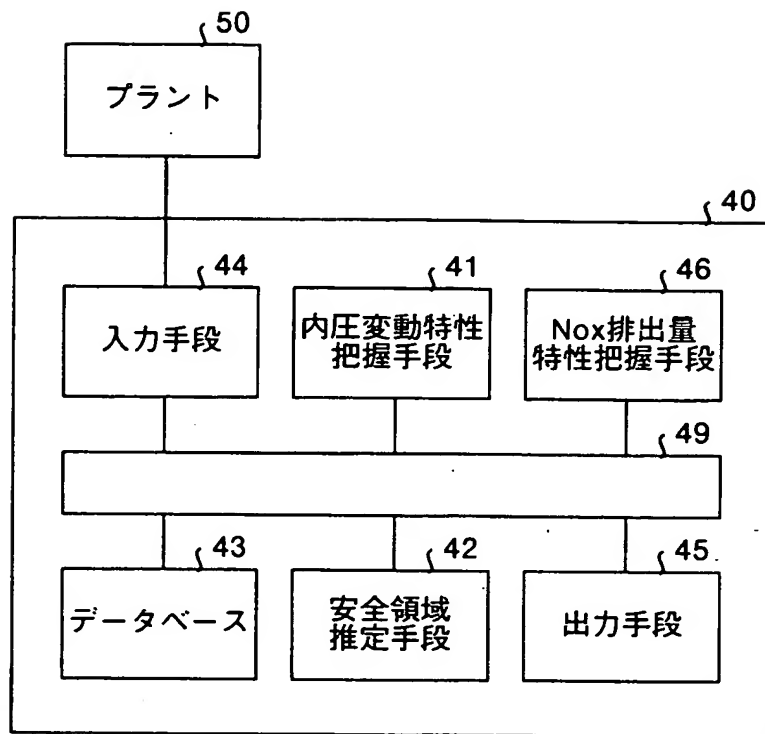 50
プラント
40
44
入力手段
41
内圧変動特性
把握手段
46
Nox排出量
特性把握手段
49
43
データベース
42
安全領域
推定手段
45
出力手段